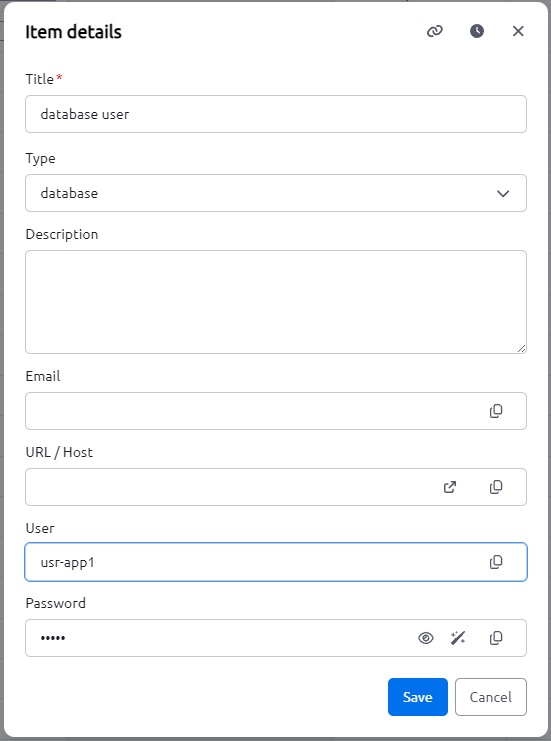 Item details
Title*
database user
Type
database
Description
Email
URL / Host
User
usr-app1
Password
•••••
Save
Cancel